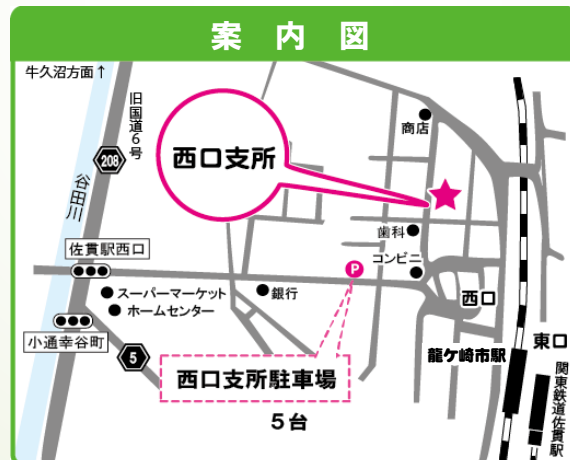 案内図
牛久沼方面↑
旧国道6号
208
谷田川
商店
西口支所
歯科
佐貫駅西口
P
コンビニ
スーパーマーケット
銀行
西口
ホームセンター
小通幸谷町
5
東口
龍ケ崎市駅
西口支所駐車場
関東鉄道佐貫駅
5台